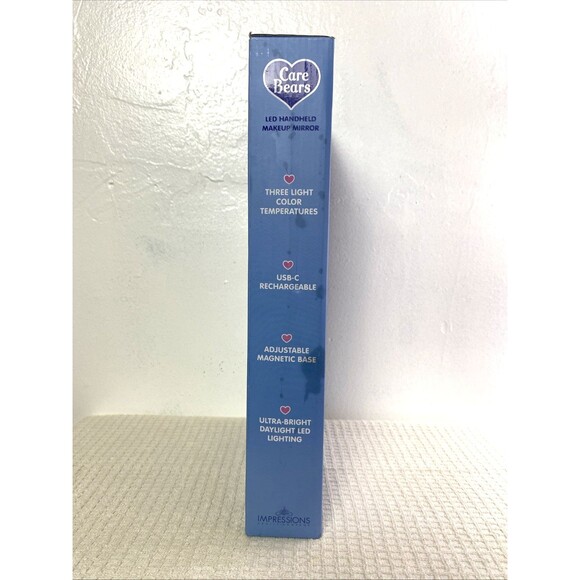 Care
Bears
LED HANDHELD
MAKEUP MIRROR
THREE LIGHT
COLOR
TEMPERATURES
USB-C
RECHARGEABLE
ADJUSTABLE
MAGNETIC BASE
ULTRA-BRIGHT
DAYLIGHT LED
LIGHTING
IMPRESSIONS